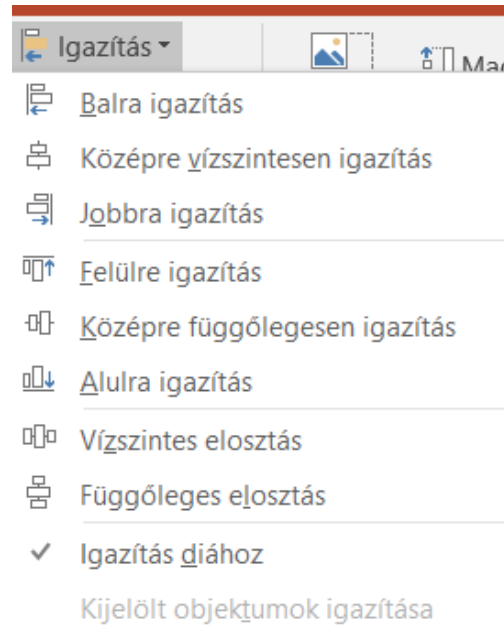 Igazítás
Balra igazítás
Középre vízszintesen igazítás
Jobbra igazítás
Felülre igazítás
Középre függőlegesen igazítás
Alulra igazítás
Vízszintes elosztás
Függőleges elosztás
Igazítás diához
Kijelölt objektumok igazítása